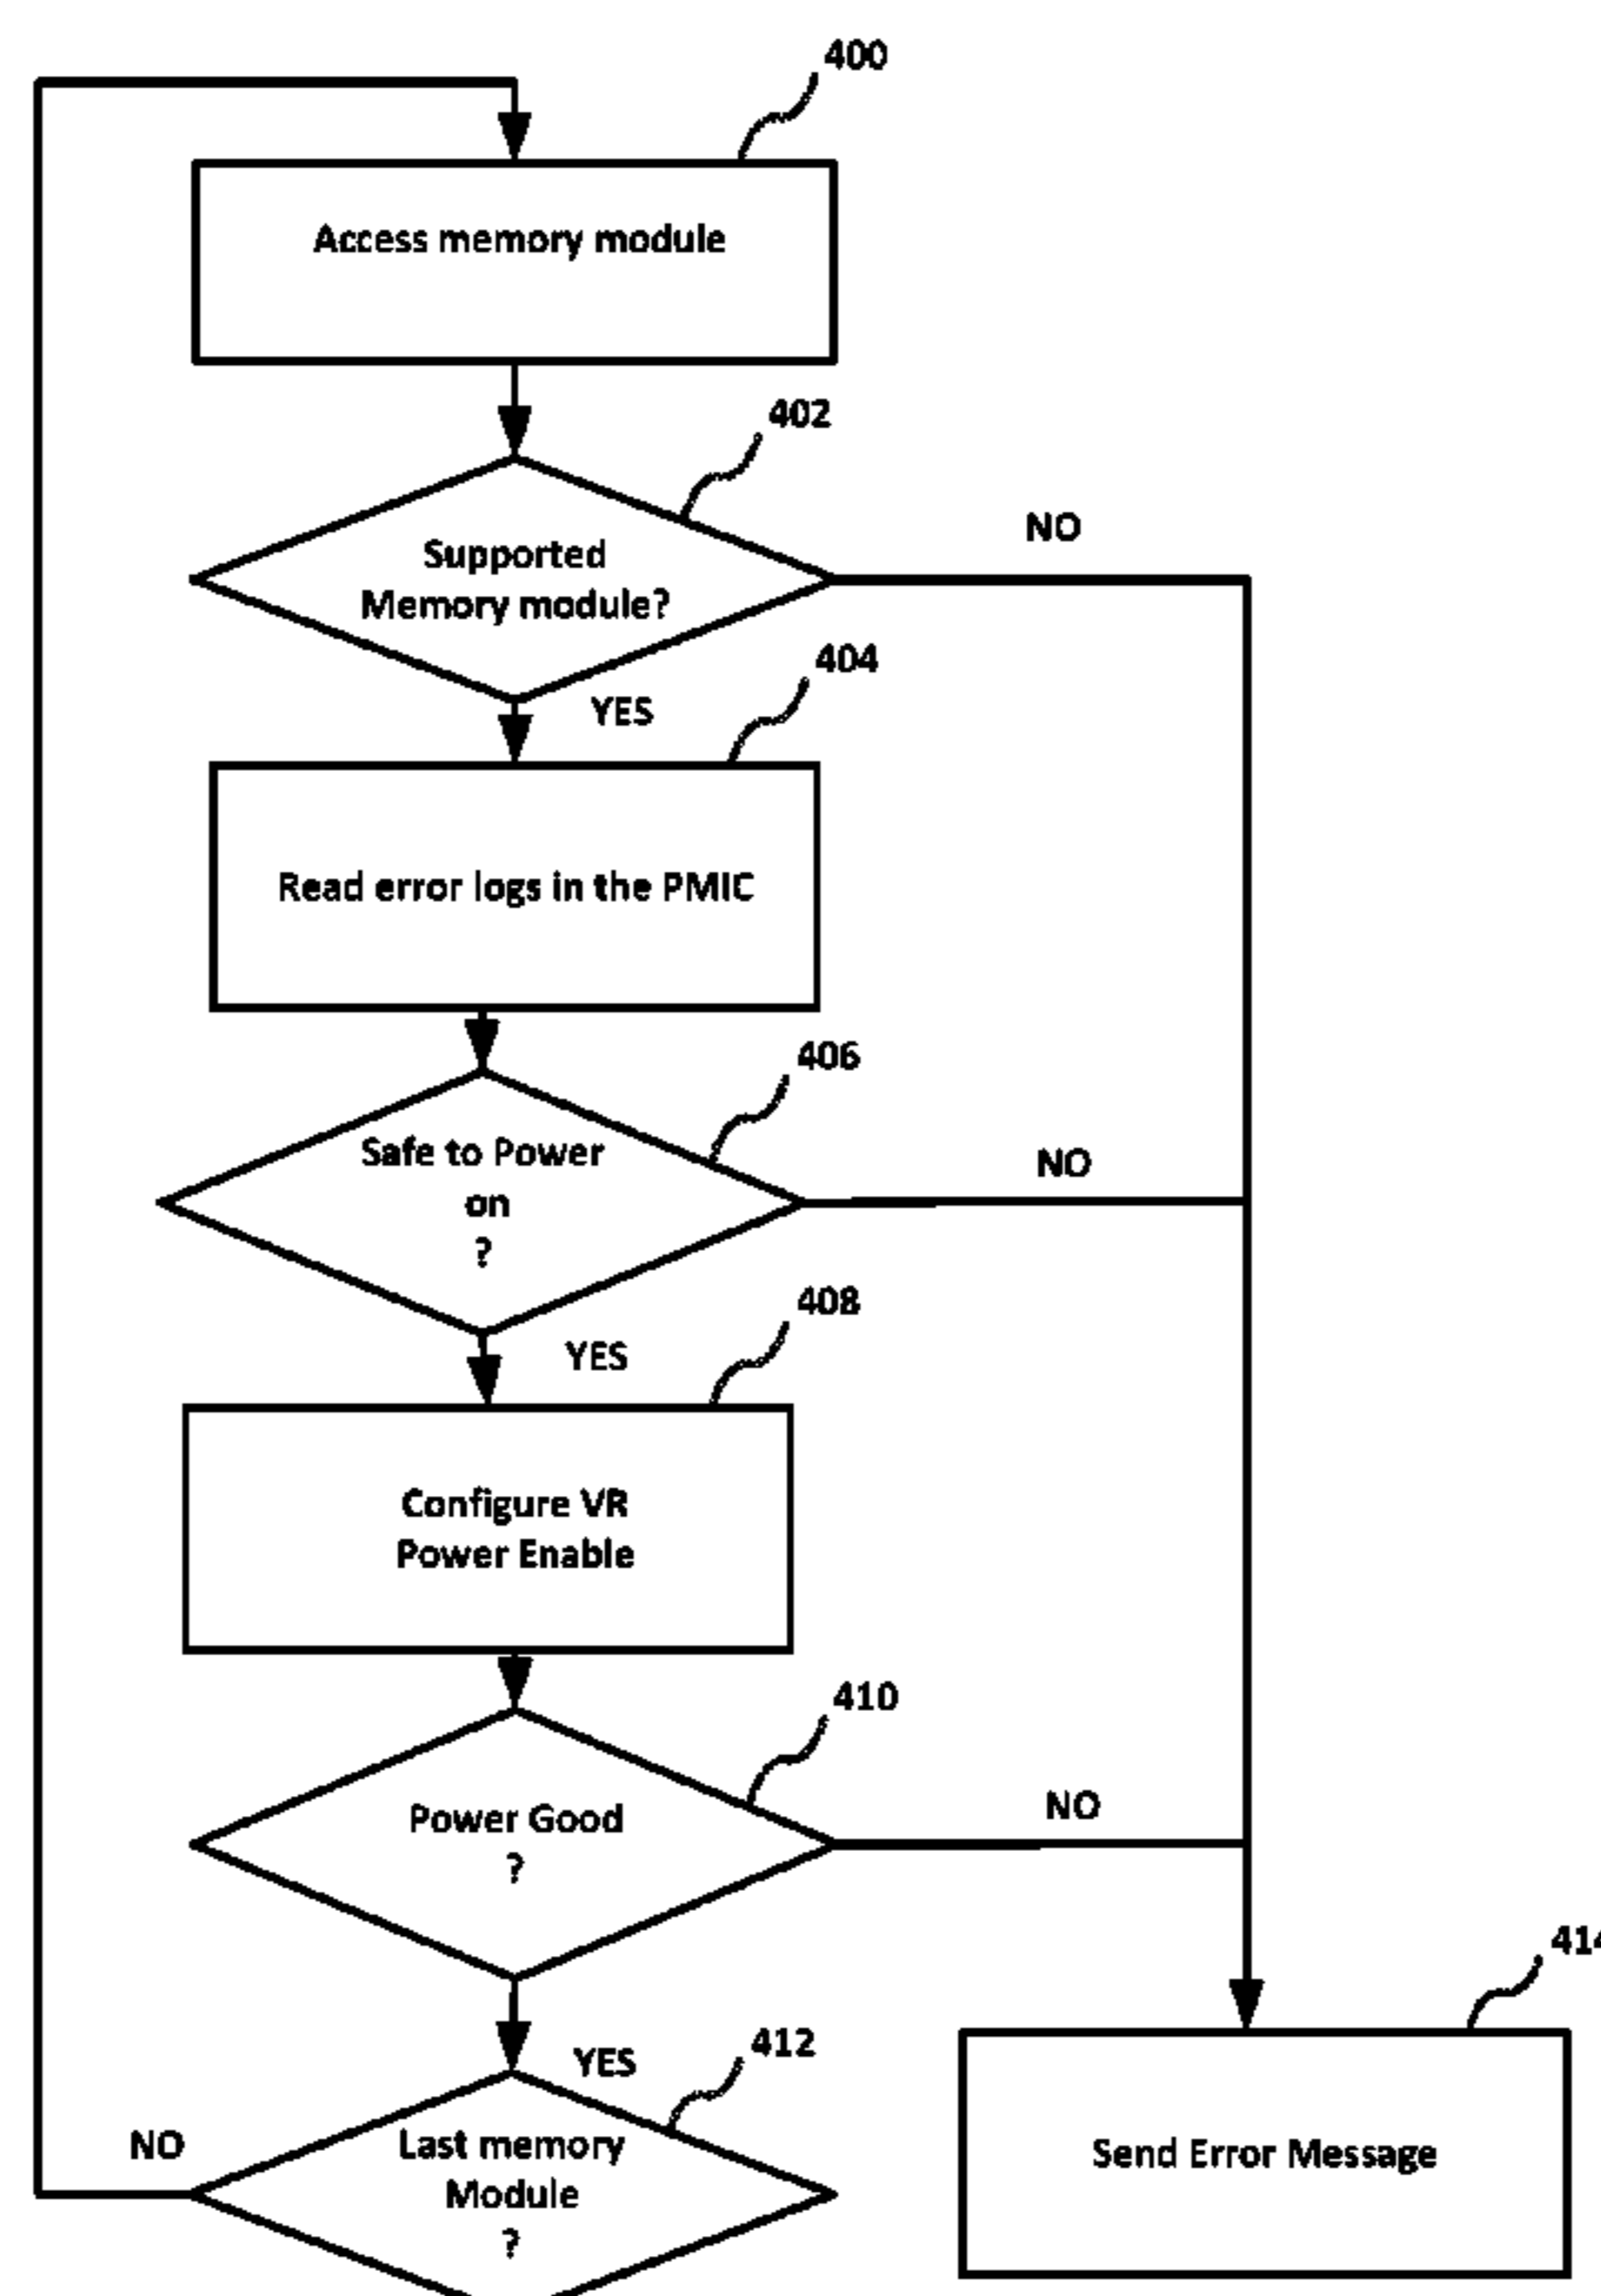 400
Access memory module
402
Supported
Memory module?
NO
YES
404
Read error logs in the PMIC
406
Safe to Power
on
?
NO
YES
408
Configure VR
Power Enable
410
Power Good
?
NO
YES
412
Last memory
Module
?
NO
414
Send Error Message